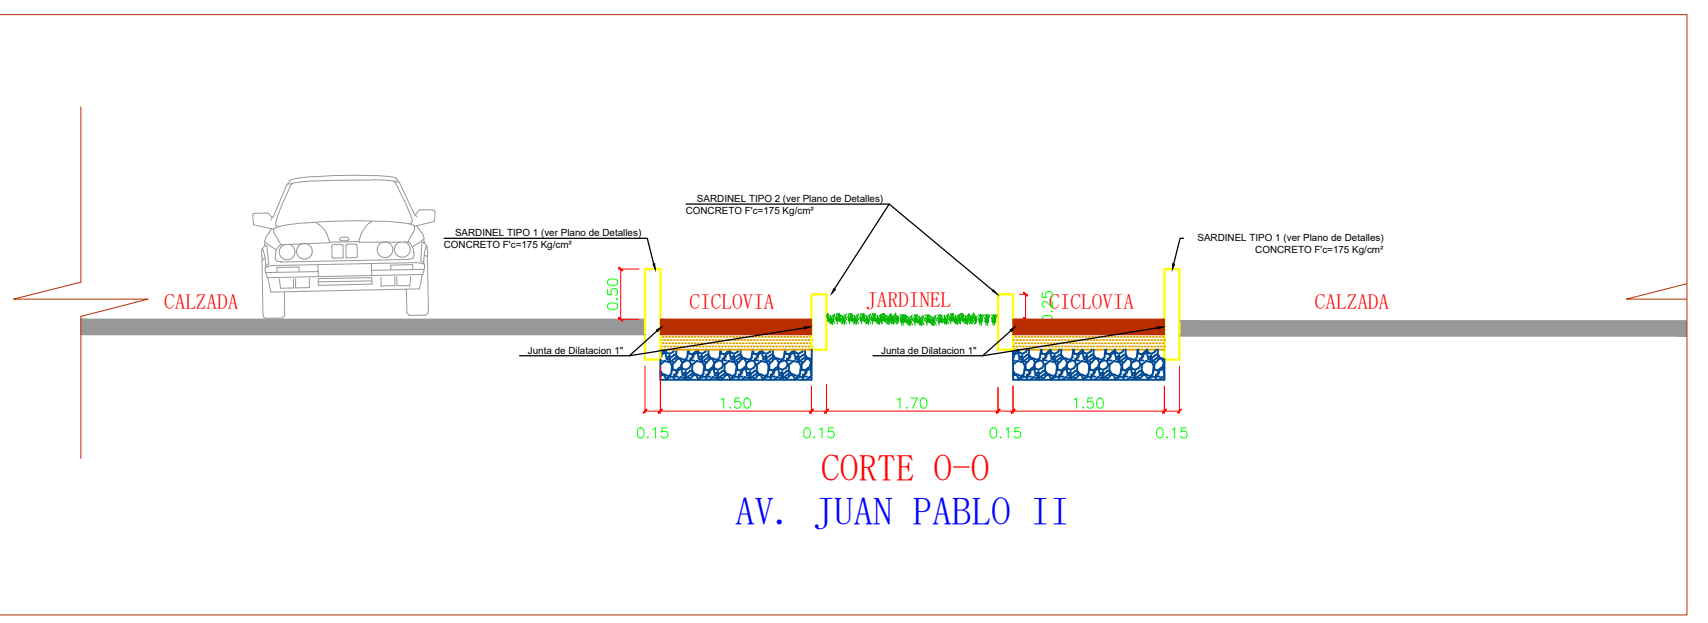 SARDINEL TIPO 2 (ver Plano de Detalles)
CONCRETO F'c=175 Kg/cm²
SARDINEL TIPO 1 (ver Plano de Detalles)
CONCRETO F'c=175 Kg/cm²
SARDINEL TIPO 1 (ver Plano de Detalles)
CONCRETO F'c=175 Kg/cm²
CALZADA
0.50
CICLOVIA
JARDINEL
0.25
CICLOVIA
CALZADA
Junta de Dilatacion 1"
Junta de Dilatacion 1"
1.50
1.70
1.50
0.15
0.15
0.15
0.15
CORTE O-O
AV. JUAN PABLO II